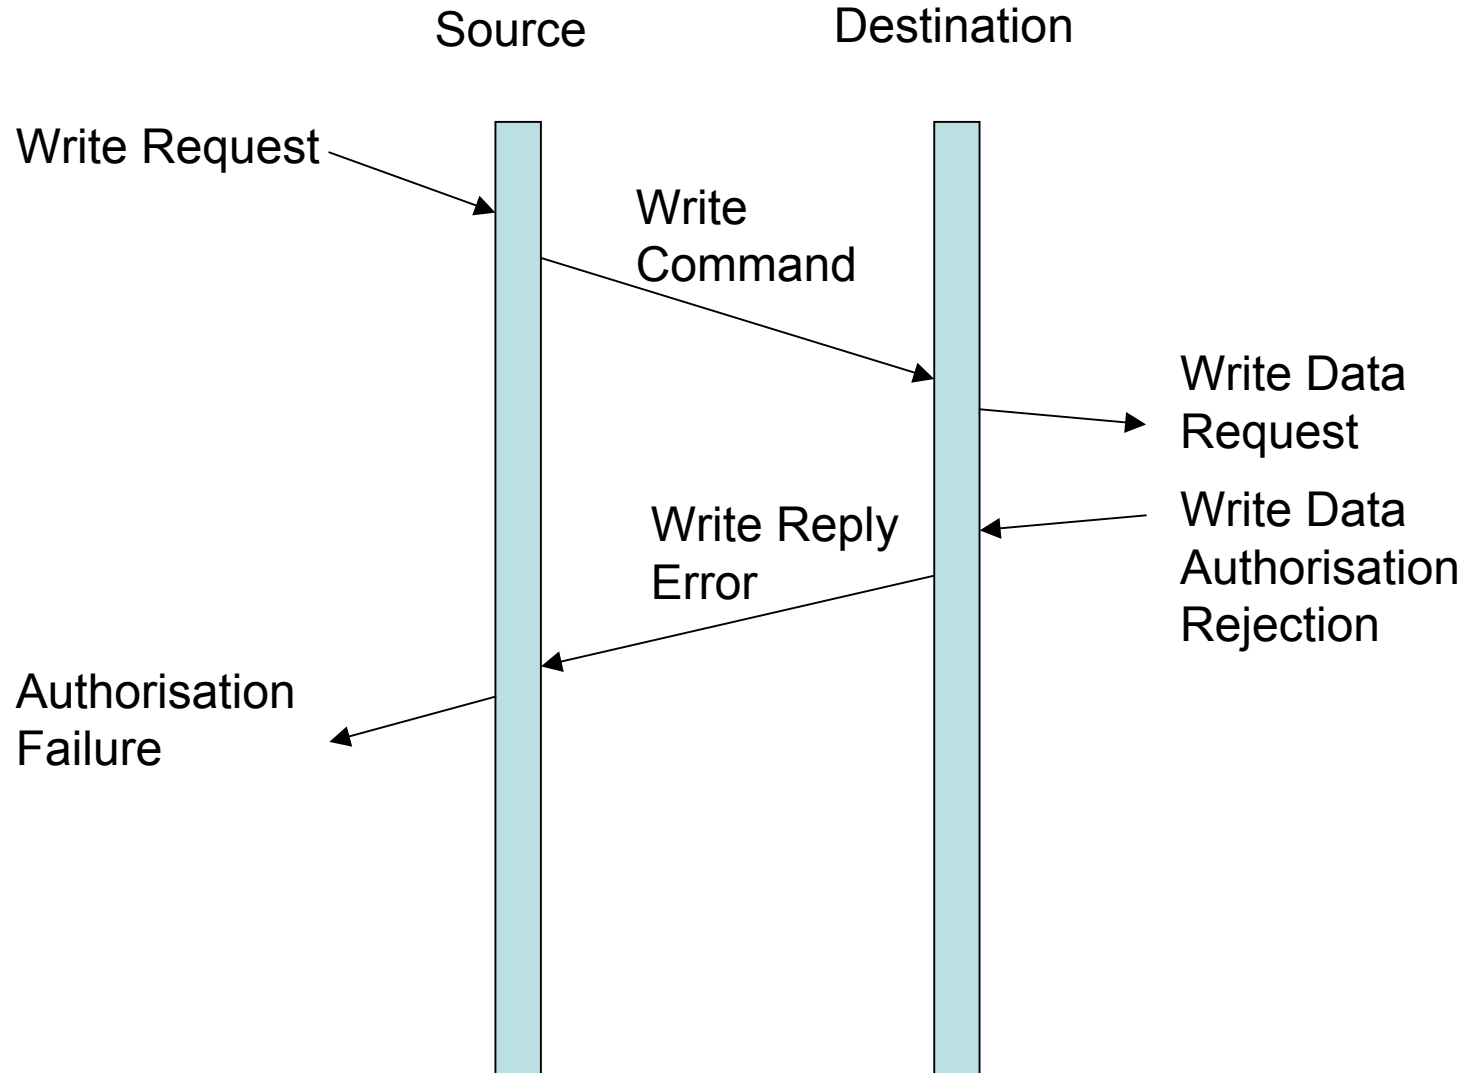 Source
Destination
Write Request
Write
Command
Write Data
Request
Write Data
Authorisation
Rejection
Write Reply
Error
Authorisation
Failure